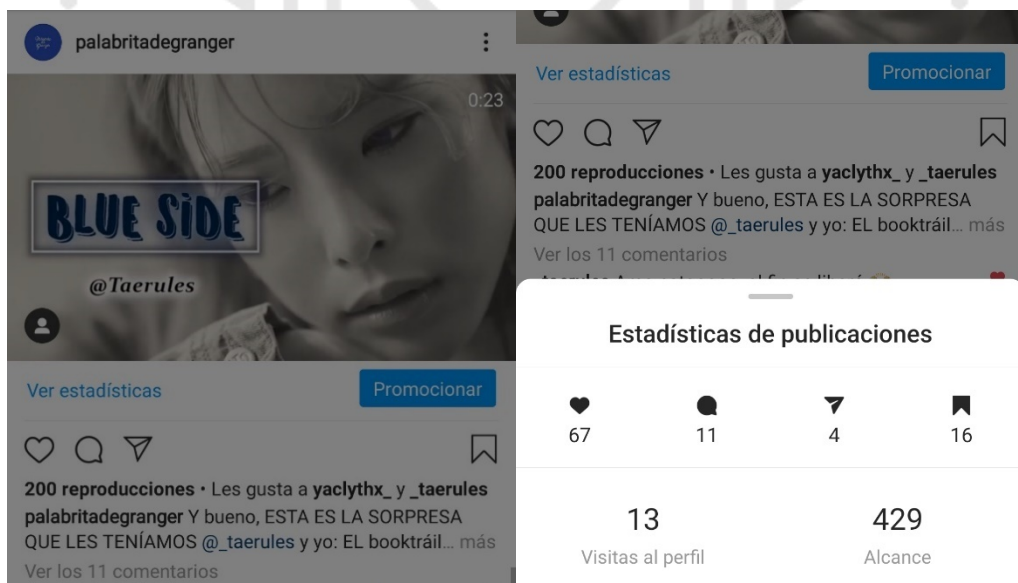 palabritadegranger
0:23
BLUE SIDE
@Taerules
Ver estadísticas
Promocionar
200 reproducciones • Les gusta a yaclythx_ y _taerules
palabritadegranger Y bueno, ESTA ES LA SORPRESA
QUE LES TENÍAMOS @_taerules y yo: EL booktráil... más
Ver los 11 comentarios
Ver estadísticas
Promocionar
200 reproducciones • Les gusta a yaclythx_ y _taerules
palabritadegranger Y bueno, ESTA ES LA SORPRESA
QUE LES TENÍAMOS @_taerules y yo: EL booktráil... más
Ver los 11 comentarios
Estadísticas de publicaciones
67
11
4
16
13
429
Visitas al perfil
Alcance